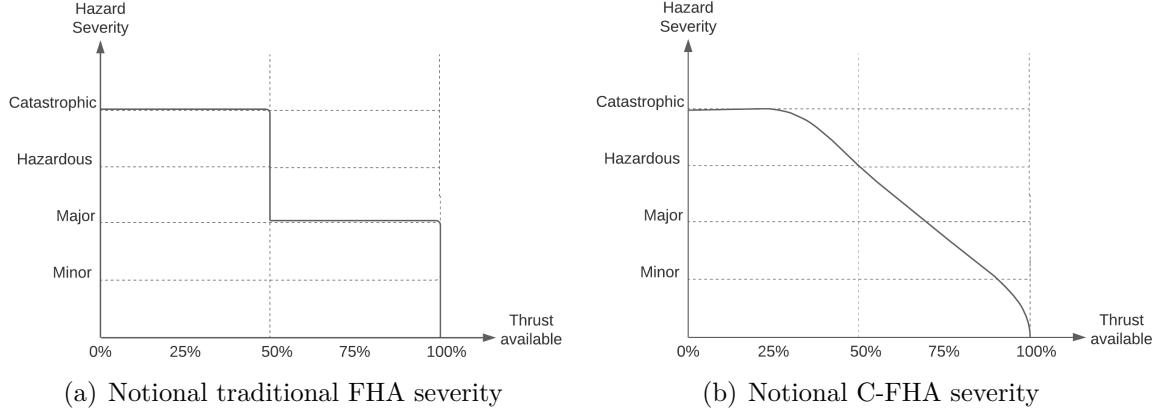 Hazard
Severity
Catastrophic
Hazardous
Major
Minor
0%
25%
50%
75%
100%
Thrust
available
(a) Notional traditional FHA severity
Hazard
Severity
Catastrophic
Hazardous
Major
Minor
0%
25%
50%
75%
100%
Thrust
available
(b) Notional C-FHA severity